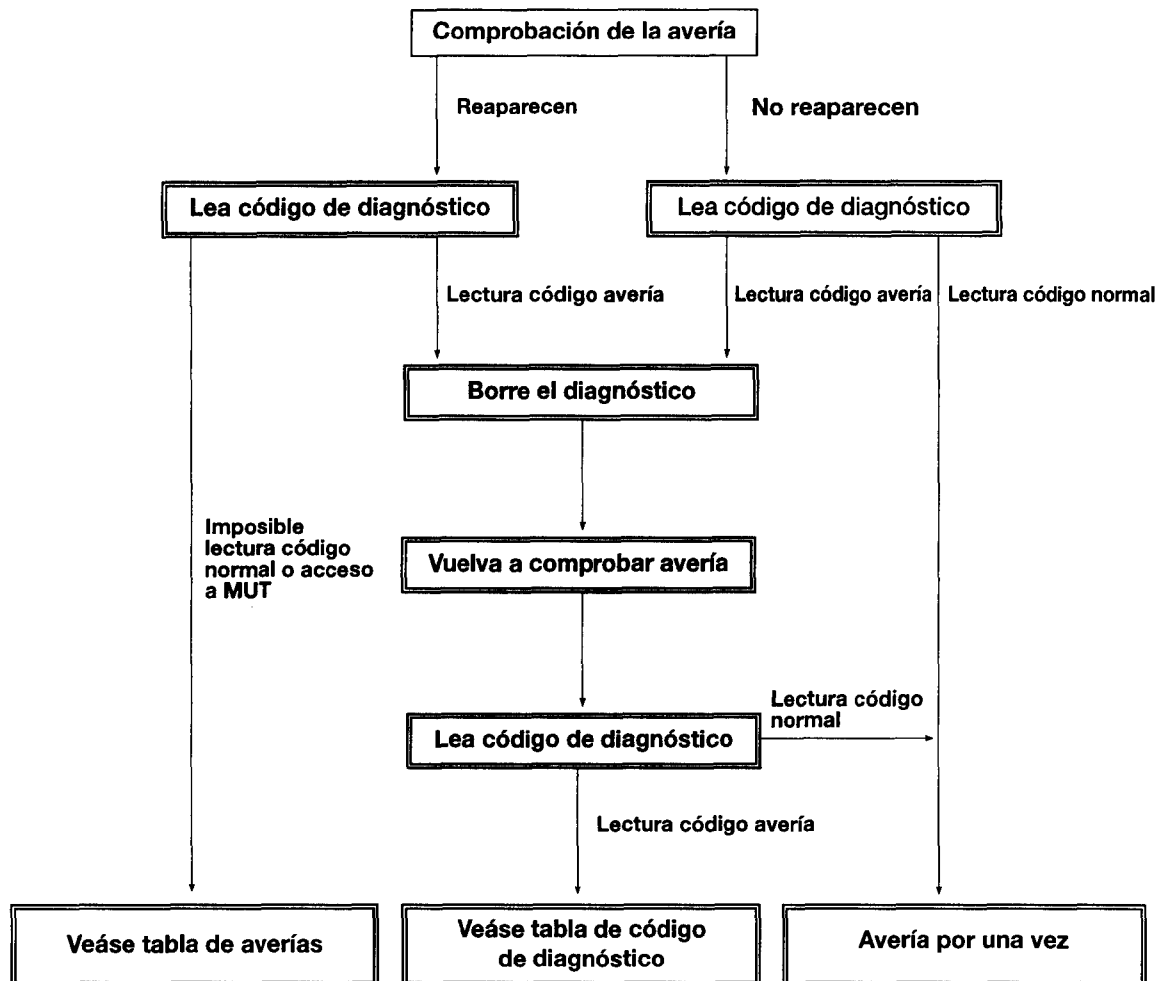 Comprobación de la avería
Reaparecen
No reaparecen
Lea código de diagnóstico
Lea código de diagnóstico
Lectura código avería
Lectura código avería
Lectura código normal
Borre el diagnóstico
Imposible
lectura código
normal o acceso
a MUT
Vuelva a comprobar avería
Lectura código
normal
Lea código de diagnóstico
Lectura código avería
Veáse tabla de averías
Veáse tabla de código
de diagnóstico
Avería por una vez